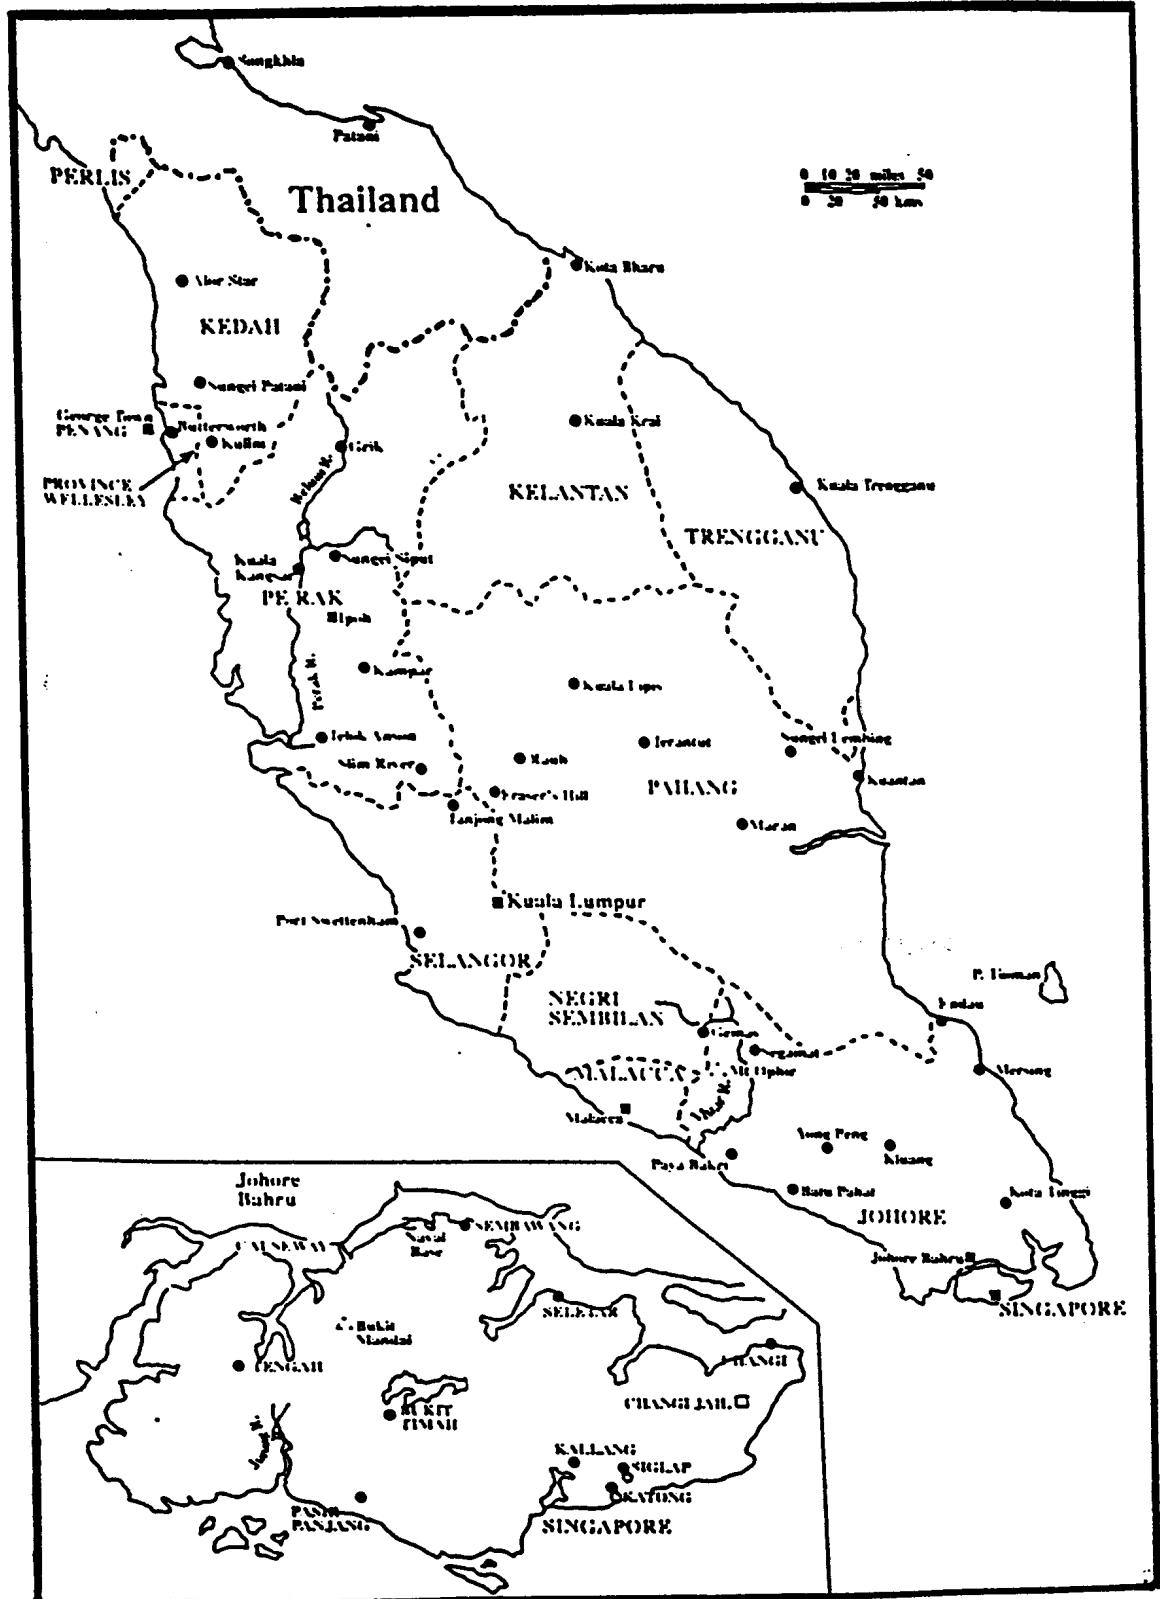 Songkhla
Patani
PERLIS
Thailand
0 10 20 miles 50
0 20 50 kms
Kota Bharu
Alor Star
KEDAH
Sungei Patani
George Town
PENANG
Butterworth
Kulim
Grik
Kuala Krai
PROVINCE
WELLESLEY
KELANTAN
Kuala Trengganu
TRENGGANU
Kuala
Kangsar
Sungei Siput
PERAK
Ipoh
Kampar
Perak R.
Kuala Lipis
Telok Anson
Slim River
Raub
Jerantut
Sungei Lembing
Kuantan
PAHANG
Fraser's Hill
Tanjong Malim
Maran
Kuala Lumpur
Port Swettenham
SELANGOR
P. Tioman
Endau
NEGRI
SEMBILAN
Gemas
Segamat
MALACCA
Mt Ophir
Muar R.
Mersing
Malacca
Yong Peng
Kluang
Paya Bakri
Batu Pahat
Kota Tinggi
JOHORE
Johore Bahru
SINGAPORE
Johore
Bahru
CAUSEWAY
Naval
Base
SEMBAWANG
SELETAR
Bukit
Mandai
TENGAH
CHANGI
CHANGI JAIL
BUKIT
TIMAH
Jurong R.
KALLANG
SIGLAP
KATONG
PASIR
PANJANG
SINGAPORE